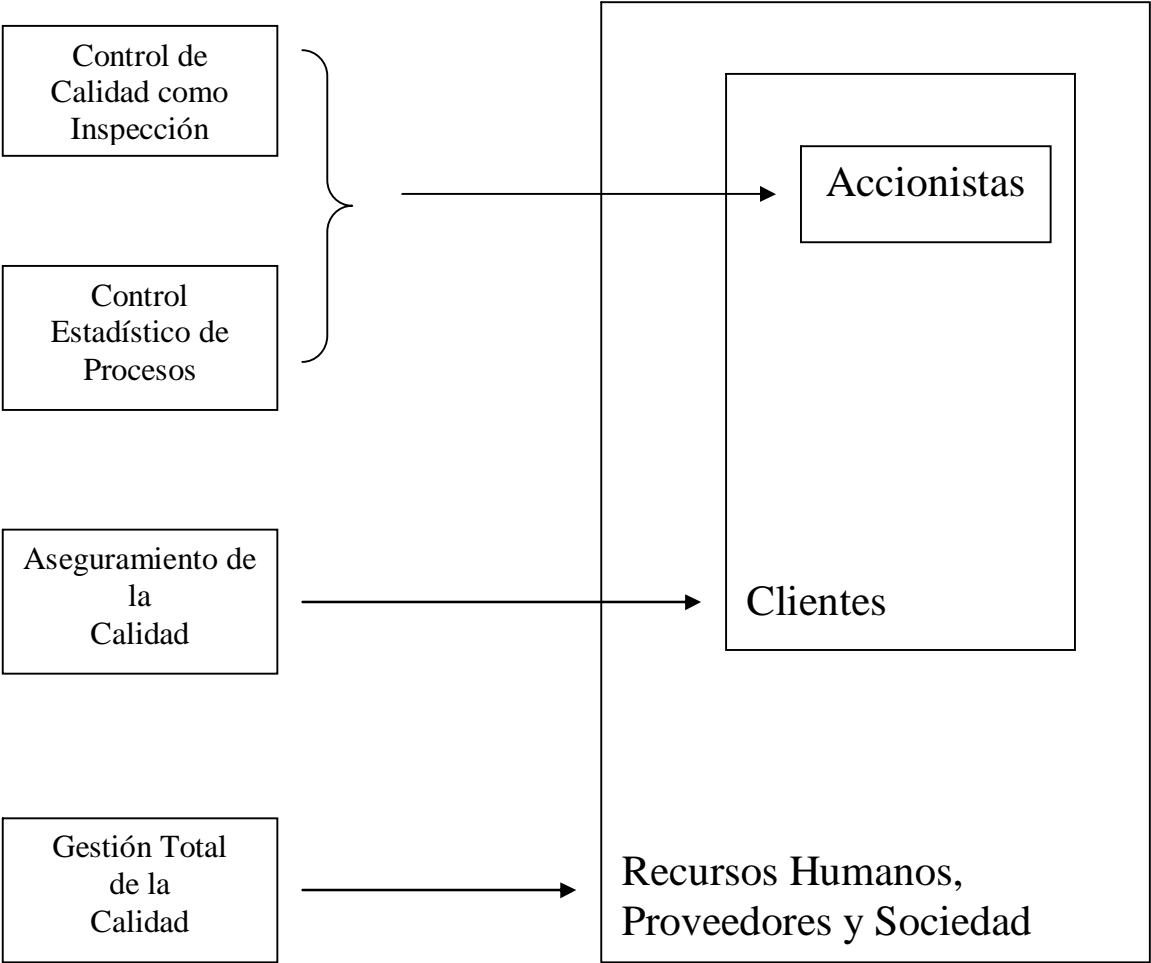 Control de
Calidad como
Inspección
Accionistas
Control
Estadístico de
Procesos
Aseguramiento de
la
Calidad
Clientes
Gestión Total
de la
Calidad
Recursos Humanos,
Proveedores y Sociedad